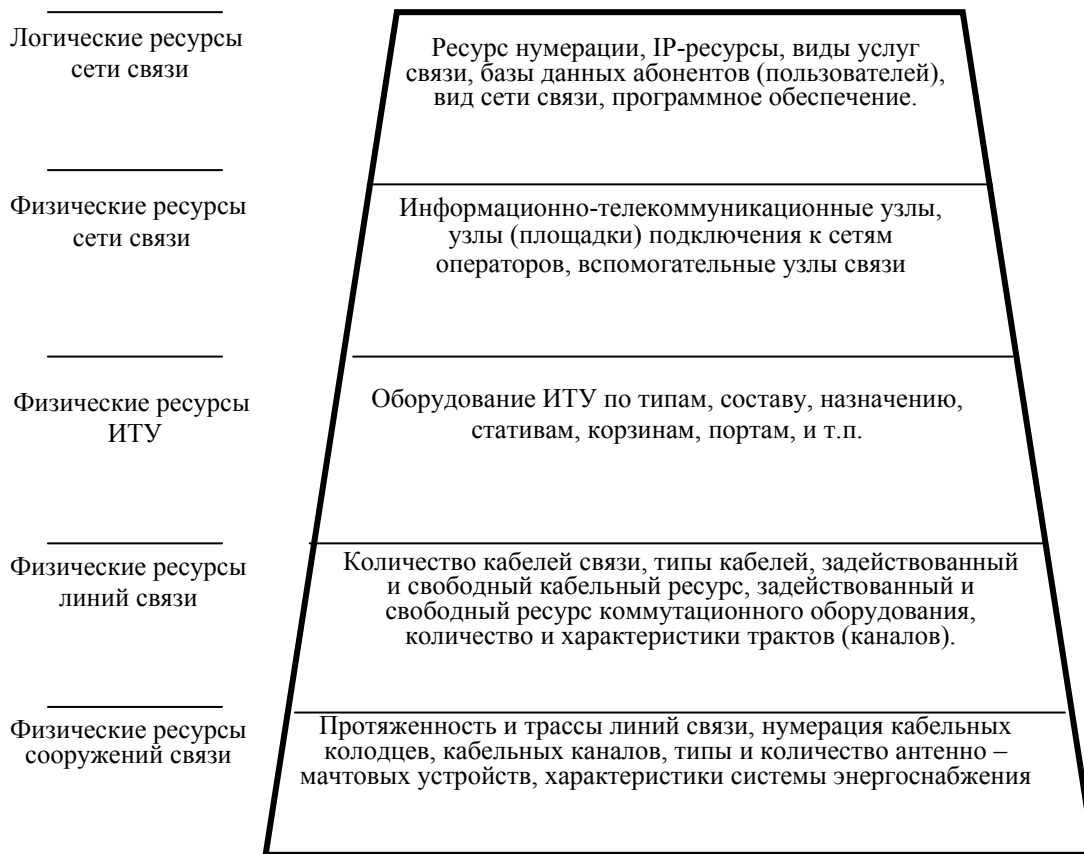 Логические ресурсы
сети связи
Ресурс нумерации, IP-ресурсы, виды услуг
связи, базы данных абонентов (пользователей),
вид сети связи, программное обеспечение.
Физические ресурсы
сети связи
Информационно-телекоммуникационные узлы,
узлы (площадки) подключения к сетям
операторов, вспомогательные узлы связи
Физические ресурсы
ИТУ
Оборудование ИТУ по типам, составу, назначению,
стативам, корзинам, портам, и т.п.
Физические ресурсы
линий связи
Количество кабелей связи, типы кабелей, задействованный
и свободный кабельный ресурс, задействованный и
свободный ресурс коммутационного оборудования,
количество и характеристики трактов (каналов).
Физические ресурсы
сооружений связи
Протяженность и трассы линий связи, нумерация кабельных
колодцев, кабельных каналов, типы и количество антенно –
мачтовых устройств, характеристики системы энергоснабжения